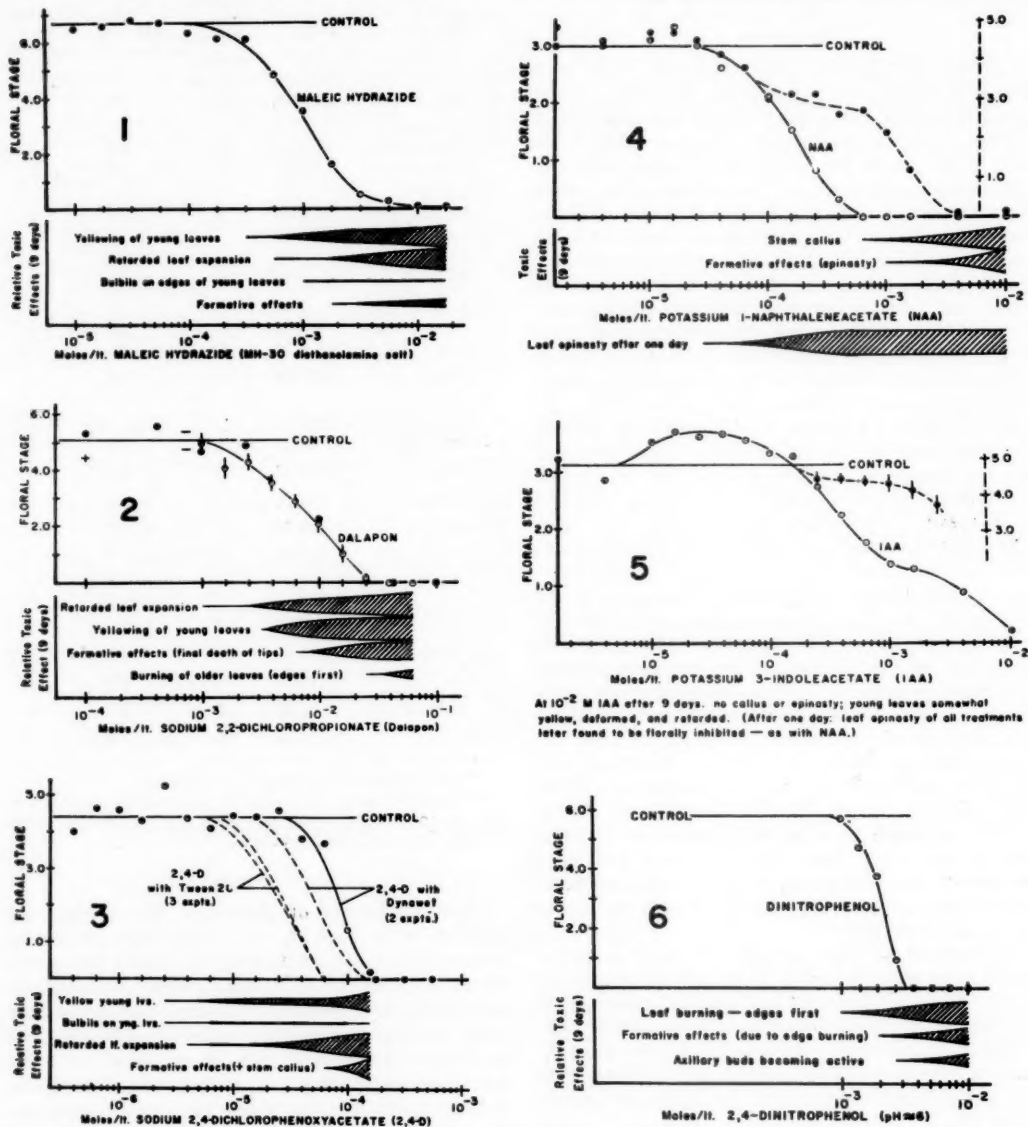 CONTROL
6.0
4.0
2.0
FLORAL STAGE
1
MALEIC HYDRAZIDE
Relative Toxic
Effects (9 days)
Yellowing of young leaves
Retarded leaf expansion
Bulbils on edges of young leaves
Formative effects
10⁻⁵ 10⁻⁴ 10⁻³ 10⁻²
Moles/lt. MALEIC HYDRAZIDE (MH-30 diethanolamine salt)
6.0
4.0
2.0
FLORAL STAGE
CONTROL
2
DALAPON
Relative Toxic
Effect (9 days)
Retarded leaf expansion
Yellowing of young leaves
Formative effects (final death of tips)
Burning of older leaves (edges first)
10⁻⁴ 10⁻³ 10⁻² 10⁻¹
Moles/lt. SODIUM 2,2-DICHLOROPROPIONATE (Dalapon)
5.0
3.0
1.0
FLORAL STAGE
CONTROL
3
2,4-D
with Tween 20
(3 expts.)
2,4-D with
Dynawet
(2 expts.)
Relative Toxic
Effects (9 days)
Yellow young lvs.
Bulbils on yng. lvs.
Retarded lf. expansion
Formative effects (+ stem callus)
10⁻⁶ 10⁻⁵ 10⁻⁴ 10⁻³
Moles/lt. SODIUM 2,4-DICHLOROPHENOXYACETATE (2,4-D)
3.0
2.0
1.0
FLORAL STAGE
CONTROL
5.0
3.0
1.0
4
NAA
Toxic
Effects
(9 days)
Stem callus
Formative effects (epinasty)
10⁻⁵ 10⁻⁴ 10⁻³ 10⁻²
Moles/lt. POTASSIUM 1-NAPHTHALENEACETATE (NAA)
Leaf epinasty after one day
3.0
2.0
1.0
FLORAL STAGE
CONTROL
5.0
4.0
3.0
5
IAA
10⁻⁵ 10⁻⁴ 10⁻³ 10⁻²
Moles/lt. POTASSIUM 3-INDOLEACETATE (IAA)
At 10⁻² M IAA after 9 days. no callus or epinasty; young leaves somewhat
yellow, deformed, and retarded. (After one day: leaf epinasty of all treatments
later found to be florally inhibited — as with NAA.)
6.0
4.0
2.0
FLORAL STAGE
CONTROL
6
DINITROPHENOL
Relative Toxic
Effects (9 days)
Leaf burning — edges first
Formative effects (due to edge burning)
Axillary buds becoming active
10⁻³ 10⁻²
Moles/lt. 2,4-DINITROPHENOL (pH≅6)